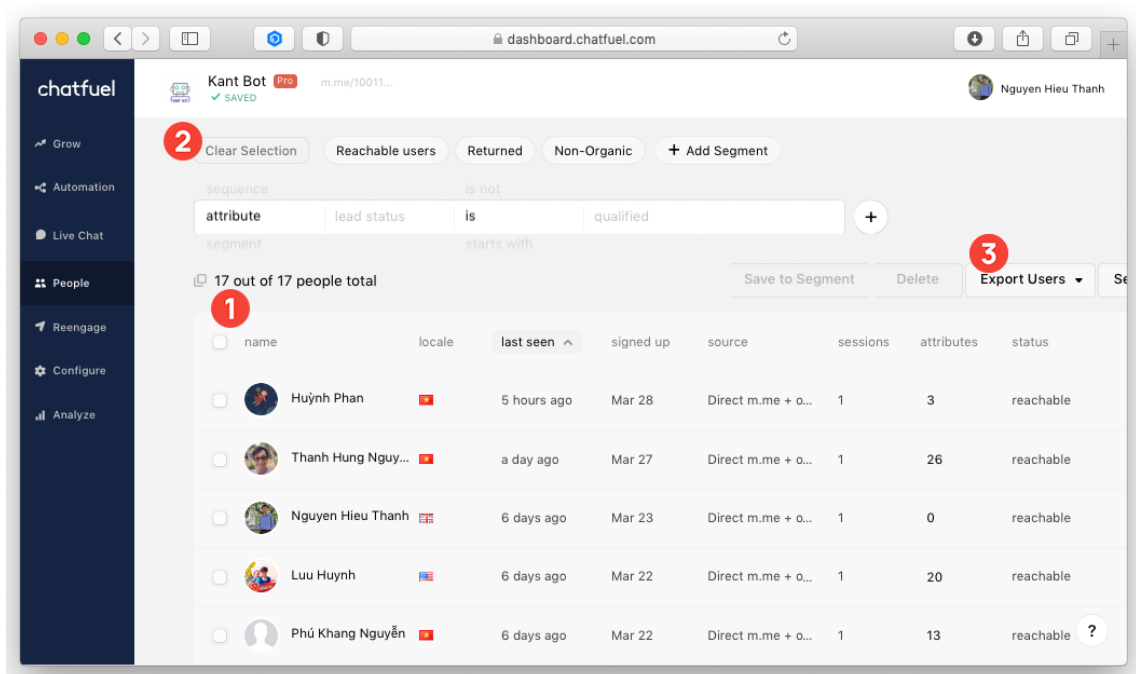 dashboard.chatfuel.com
chatfuel
Kant Bot Pro m.me/10011...
SAVED
Nguyen Hieu Thanh
Grow
Automation
Live Chat
People
Reengage
Configure
Analyze
2
Clear Selection Reachable users Returned Non-Organic + Add Segment
sequence is not
attribute lead status is qualified +
segment starts with
3
17 out of 17 people total Save to Segment Delete Export Users Se
1
name locale last seen signed up source sessions attributes status
Huỳnh Phan 5 hours ago Mar 28 Direct m.me + o... 1 3 reachable
Thanh Hung Nguy... a day ago Mar 27 Direct m.me + o... 1 26 reachable
Nguyen Hieu Thanh 6 days ago Mar 23 Direct m.me + o... 1 0 reachable
Luu Huynh 6 days ago Mar 22 Direct m.me + o... 1 20 reachable
Phú Khang Nguyễn 6 days ago Mar 22 Direct m.me + o... 1 13 reachable ?